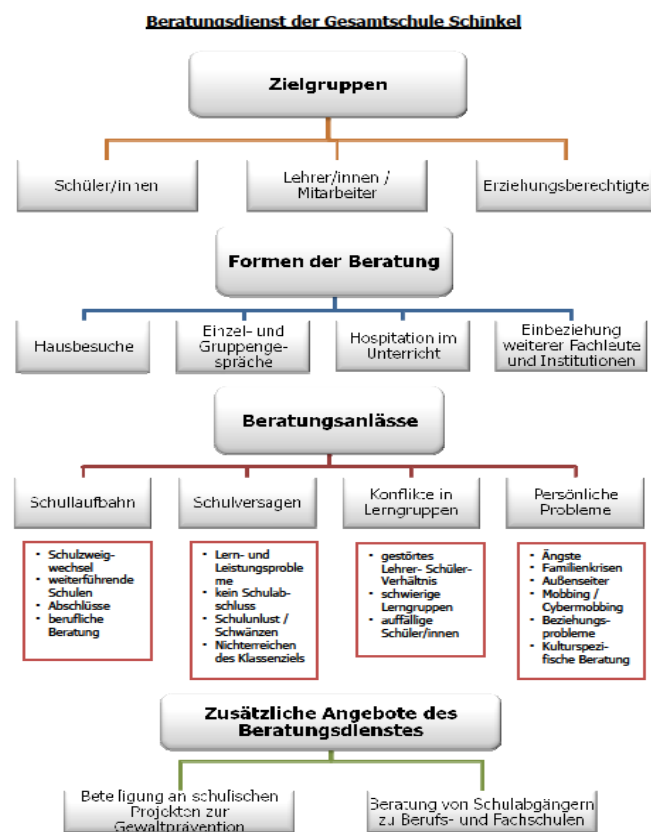 Beratungsdienst der Gesamtschule Schinkel
Zielgruppen
Schüler/innen
Lehrer/innen /
Mitarbeiter
Erziehungsberechtigte
Formen der Beratung
Hausbesuche
Einzel- und
Gruppenge-
spräche
Hospitation im
Unterricht
Einbeziehung
weiterer Fachleute
und Institutionen
Beratungsanlässe
Schullaufbahn
Schulversagen
Konflikte in
Lerngruppen
Persönliche
Probleme
• Schulzweig-
wechsel
• weiterführende
Schulen
• Abschlüsse
• berufliche
Beratung
• Lern- und
Leistungsproble
me
• kein Schulab-
schluss
• Schulunlust /
Schwänzen
• Nichterreichen
des Klassenziels
• gestörtes
Lehrer- Schüler-
Verhältnis
• schwierige
Lerngruppen
• auffällige
Schüler/innen
• Ängste
• Familienkrisen
• Außenseiter
• Mobbing /
Cybermobbing
• Beziehungs-
probleme
• Kulturspezi-
fische Beratung
Zusätzliche Angebote des
Beratungsdienstes
Beteiligung an schulischen
Projekten zur
Gewaltprävention
Beratung von Schulabgängern
zu Berufs- und Fachschulen